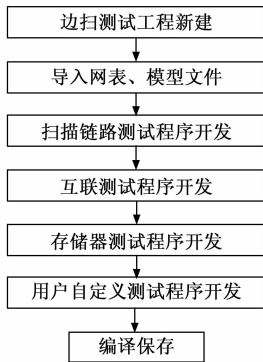 边扫测试工程新建
导入网表、模型文件
扫描链路测试程序开发
互联测试程序开发
存储器测试程序开发
用户自定义测试程序开发
编译保存